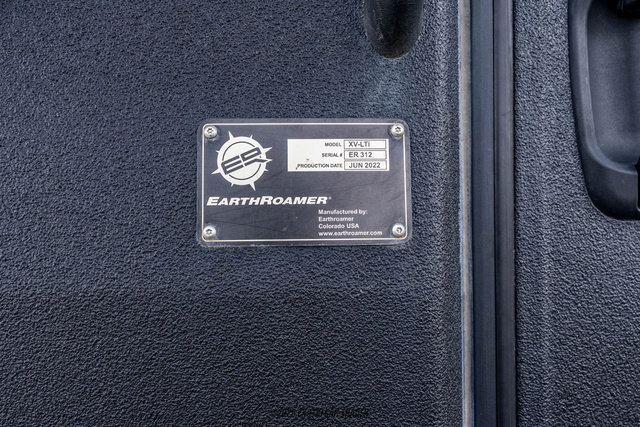 MODEL XV-LTi
SERIAL # ER 312
PRODUCTION DATE JUN 2022
EARTHROAMER®
Manufactured by:
Earthroamer
Colorado USA
www.earthroamer.com